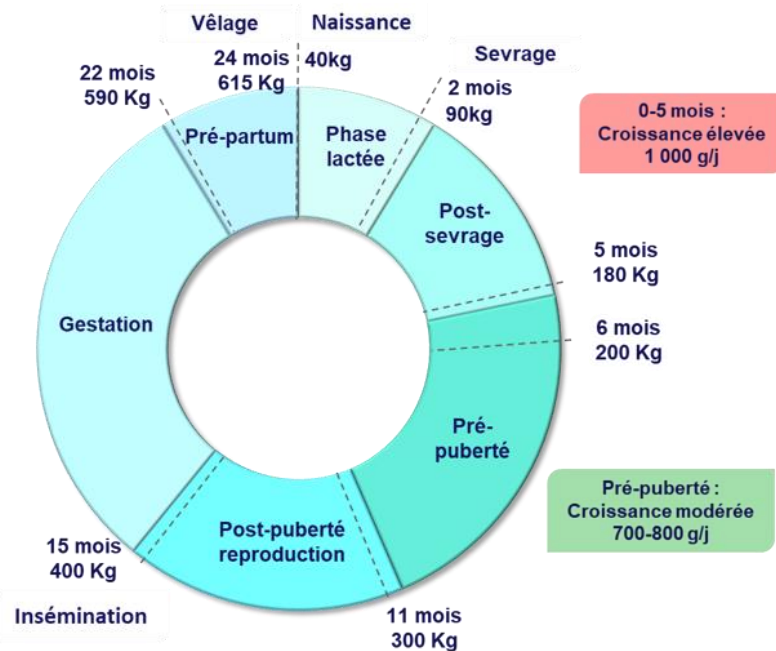 Vêlage
Naissance
24 mois
615 Kg
40kg
Sevrage
2 mois
90kg
22 mois
590 Kg
Pré-partum
Phase
lactée
0-5 mois :
Croissance élevée
1 000 g/j
Post-
sevrage
5 mois
180 Kg
Gestation
6 mois
200 Kg
Pré-
puberté
Pré-puberté :
Croissance modérée
700-800 g/j
Post-puberté
reproduction
15 mois
400 Kg
Insémination
11 mois
300 Kg